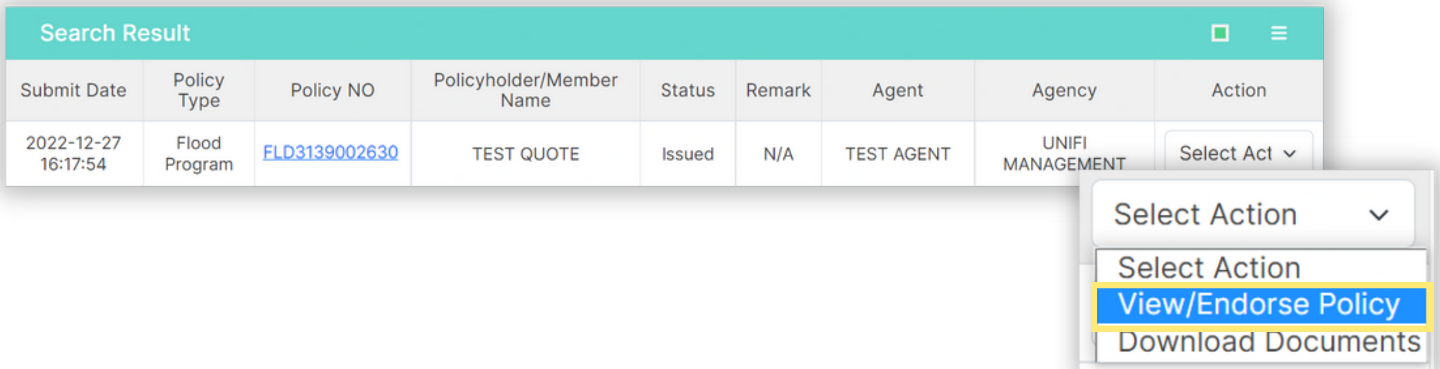 Search Result
Submit Date Policy Type Policy NO Policyholder/Member Name Status Remark Agent Agency Action
2022-12-27 16:17:54 Flood Program FLD3139002630 TEST QUOTE Issued N/A TEST AGENT UNIFI MANAGEMENT Select Act
Select Action
Select Action
View/Endorse Policy
Download Documents